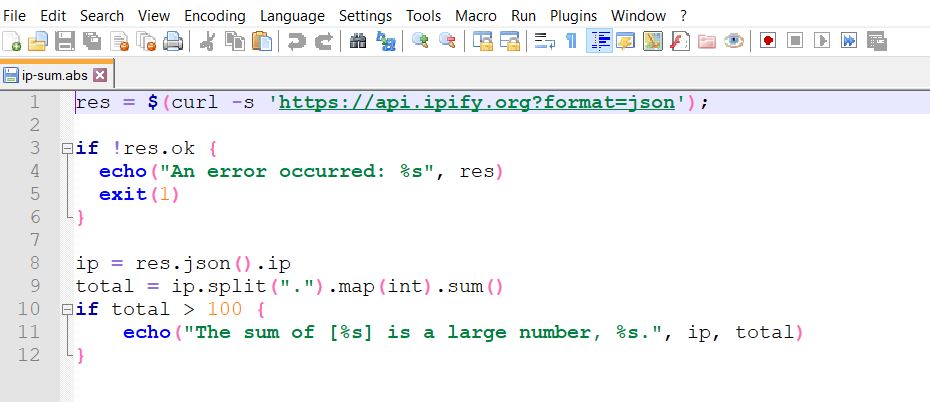 File Edit Search View Encoding Language Settings Tools Macro Run Plugins Window ?
ip-sum.abs
1 res = $(curl -s 'https://api.ipify.org?format=json');
2
3 if !res.ok {
4   echo("An error occurred: %s", res)
5   exit(1)
6 }
7
8 ip = res.json().ip
9 total = ip.split(".").map(int).sum()
10 if total > 100 {
11     echo("The sum of [%s] is a large number, %s.", ip, total)
12 }